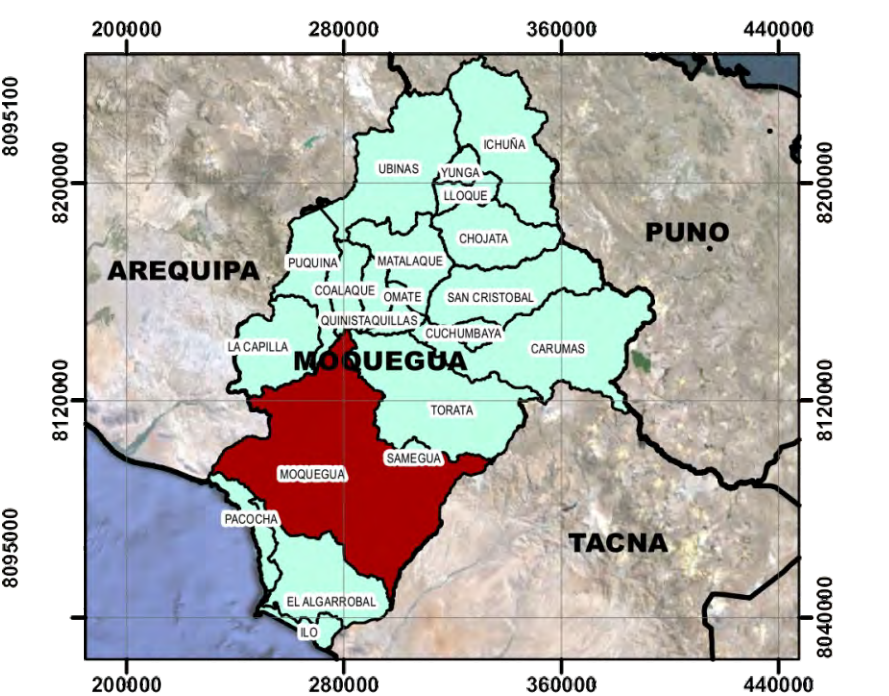 200000 280000 360000 440000
8095100
ICHUÑA
UBINAS
YUNGA
8200000 8200000
LLOQUE
PUNO
CHOJATA
AREQUIPA
PUQUINA MATALAQUE
COALAQUE OMATE SAN CRISTOBAL
QUINISTAQUILLAS
CUCHUMBAYA
LA CAPILLA CARUMAS
MOQUEGUA
8120000 8120000
TORATA
SAMEGUA
MOQUEGUA
PACOCHA
TACNA
8095000
EL ALGARROBAL
8040000
ILO
200000 280000 360000 440000